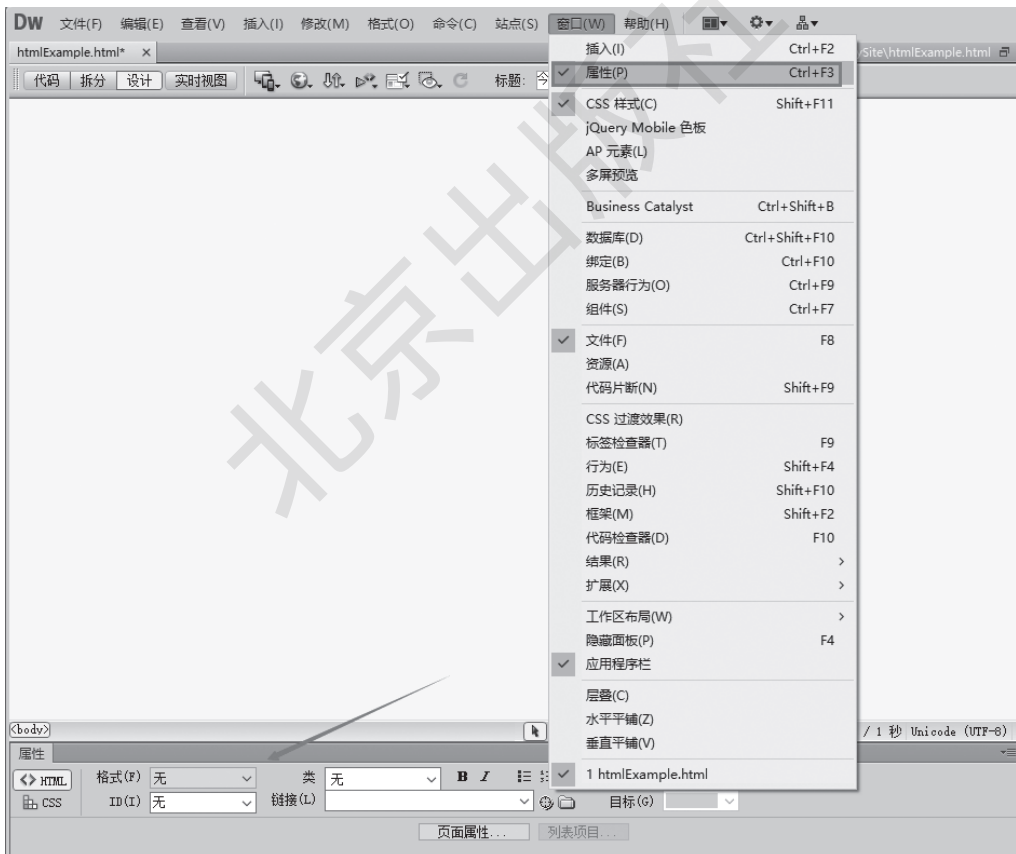 DW 文件(F) 编辑(E) 查看(V) 插入(I) 修改(M) 格式(O) 命令(C) 站点(S) 窗口(W) 帮助(H)
htmlExample.html* × /Site\htmlExample.html
代码 拆分 设计 实时视图 标题: 今
插入(I) Ctrl+F2
属性(P) Ctrl+F3
CSS 样式(C) Shift+F11
jQuery Mobile 色板
AP 元素(L)
多屏预览
Business Catalyst Ctrl+Shift+B
数据库(D) Ctrl+Shift+F10
绑定(B) Ctrl+F10
服务器行为(O) Ctrl+F9
组件(S) Ctrl+F7
文件(F) F8
资源(A)
代码片断(N) Shift+F9
CSS 过渡效果(R)
标签检查器(T) F9
行为(E) Shift+F4
历史记录(H) Shift+F10
框架(M) Shift+F2
代码检查器(D) F10
结果(R)
扩展(X)
工作区布局(W)
隐藏面板(P) F4
应用程序栏
层叠(C)
水平平铺(Z)
垂直平铺(V)
1 htmlExample.html
<body> / 1 秒 Unicode (UTF-8)
属性
<> HTML 格式(F) 无 类 无 B I
CSS ID(I) 无 链接(L) 目标(G)
页面属性... 列表项目...
北京出版社